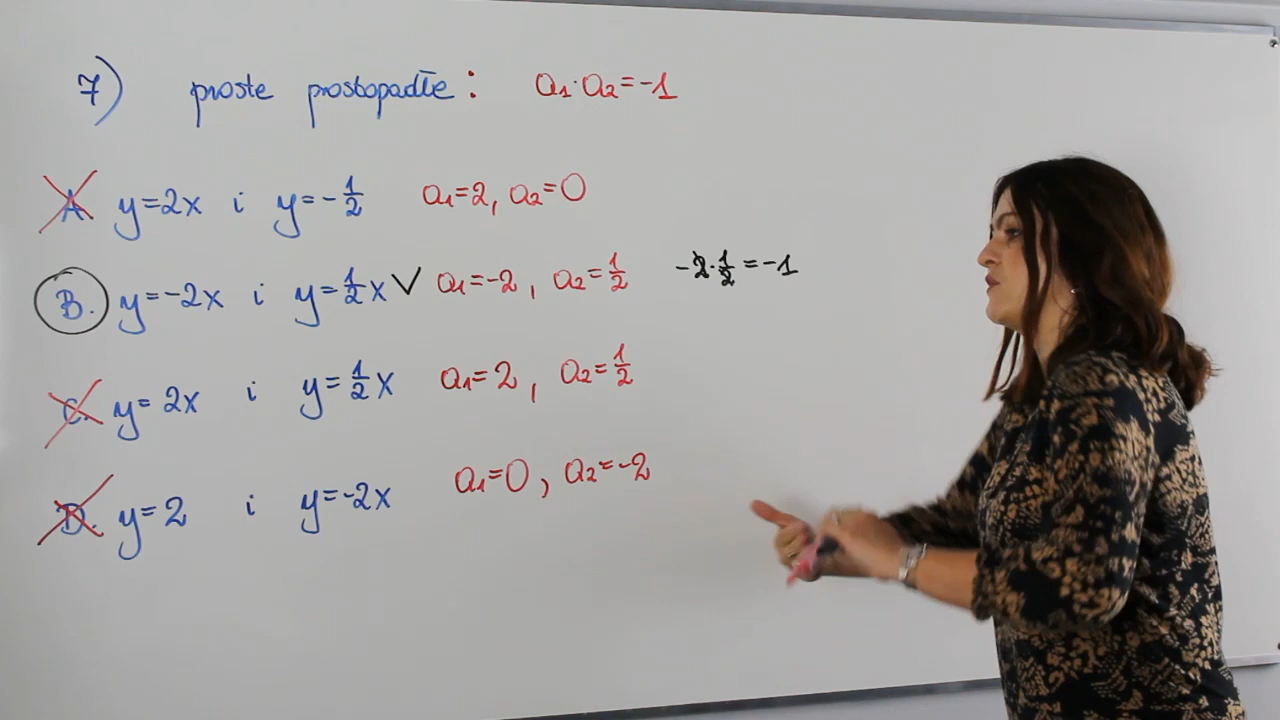 7) proste prostopadłe: a₁·a₂=-1
A y=2x i y=-1/2 a₁=2, a₂=0
B. y=-2x i y=1/2x ✓ a₁=-2, a₂=1/2 -2·1/2=-1
C. y=2x i y=1/2x a₁=2, a₂=1/2
D. y=2 i y=-2x a₁=0, a₂=-2